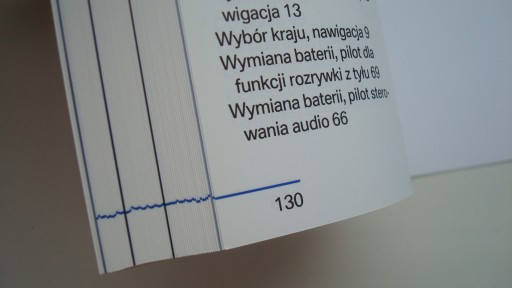 wigacja 13
Wybór kraju, nawigacja 9
Wymiana baterii, pilot dla
funkcji rozrywki z tyłu 69
Wymiana baterii, pilot stero-
wania audio 66
130